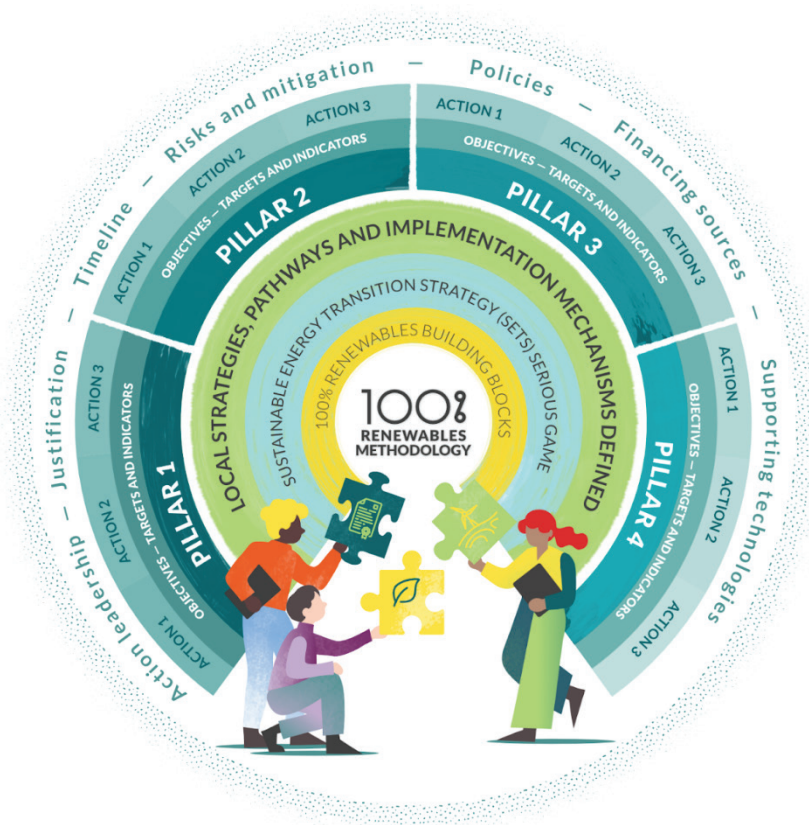 Action leadership — Justification — Timeline — Risks and mitigation — Policies — Financing sources — Supporting technologies
ACTION 1
ACTION 2
ACTION 3
OBJECTIVES — TARGETS AND INDICATORS
PILLAR 1
ACTION 1
ACTION 2
ACTION 3
OBJECTIVES — TARGETS AND INDICATORS
PILLAR 2
ACTION 1
ACTION 2
ACTION 3
OBJECTIVES — TARGETS AND INDICATORS
PILLAR 3
ACTION 1
ACTION 2
ACTION 3
OBJECTIVES — TARGETS AND INDICATORS
PILLAR 4
LOCAL STRATEGIES, PATHWAYS AND IMPLEMENTATION MECHANISMS DEFINED
SUSTAINABLE ENERGY TRANSITION STRATEGY (SETS) SERIOUS GAME
100% RENEWABLES BUILDING BLOCKS
100%
RENEWABLES
METHODOLOGY